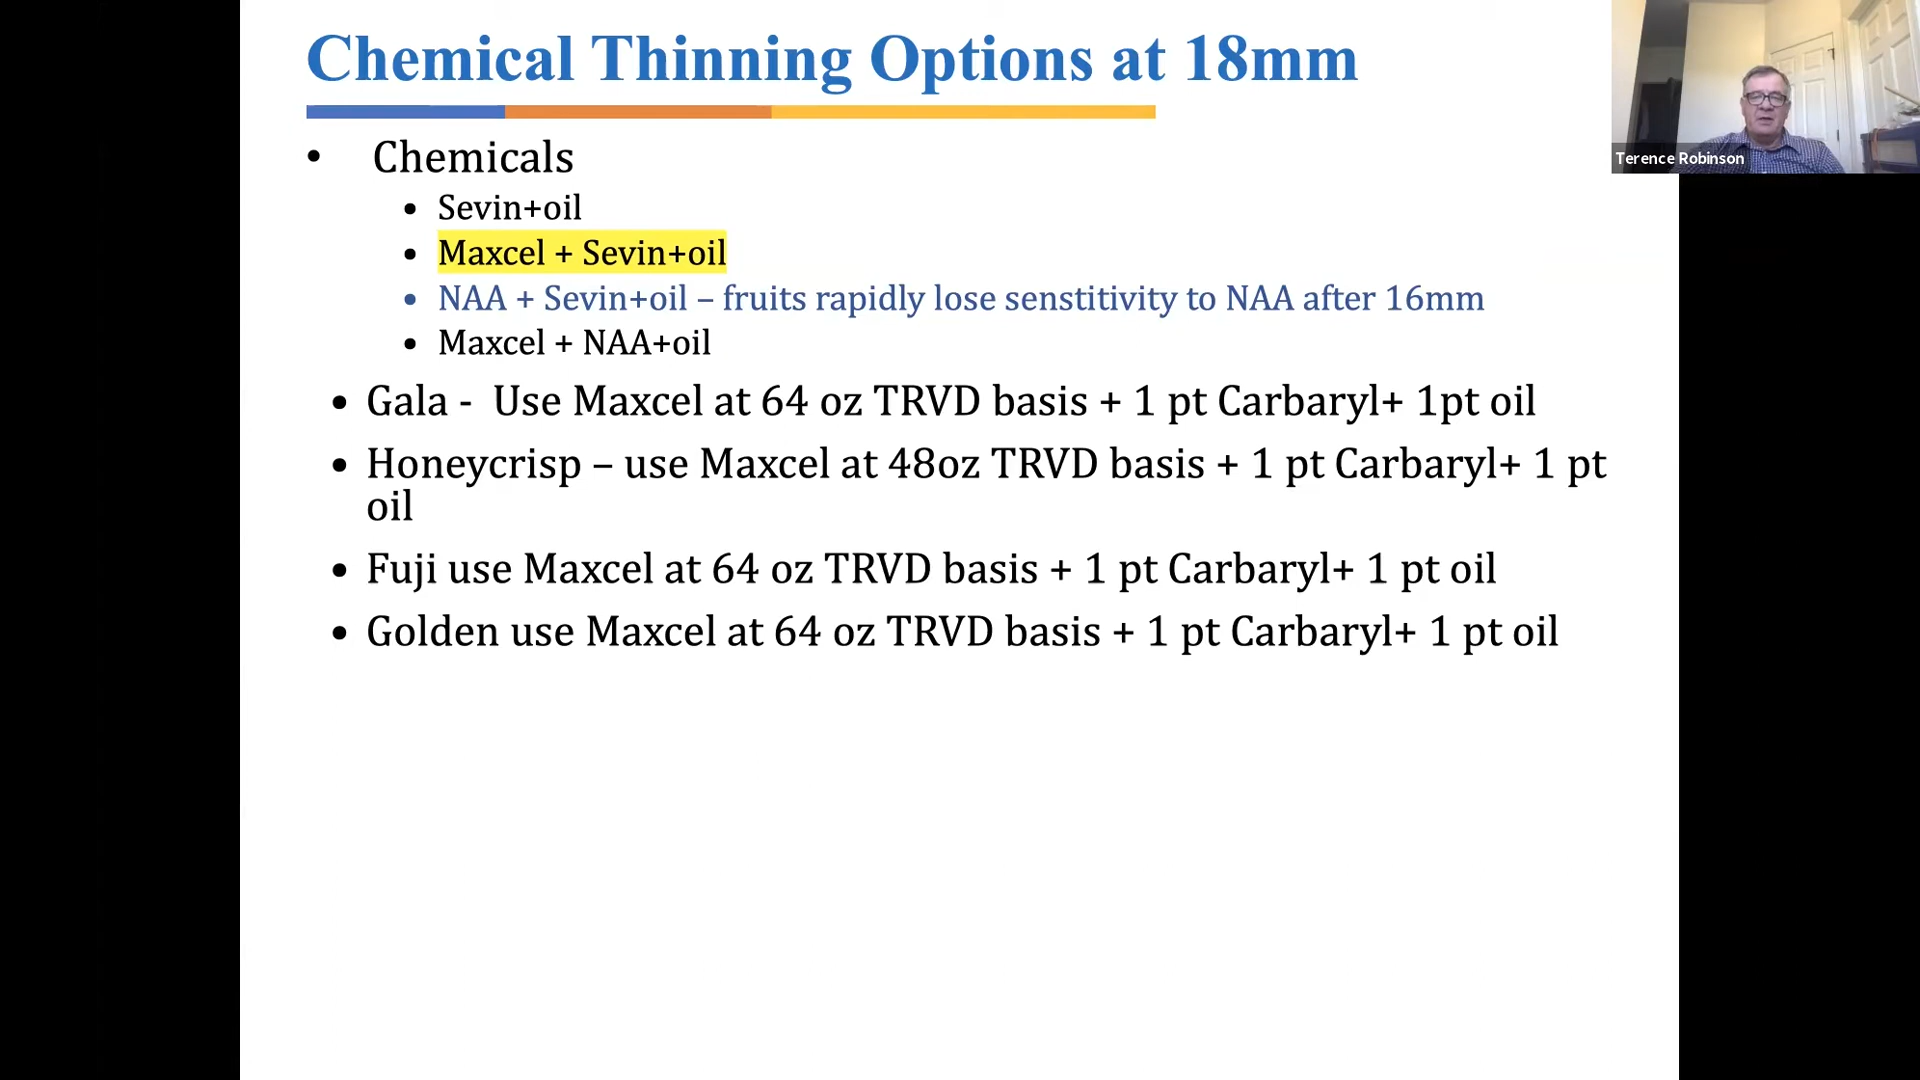 Chemical Thinning Options at 18mm
Terence Robinson
• Chemicals
• Sevin+oil
• Maxcel + Sevin+oil
• NAA + Sevin+oil – fruits rapidly lose senstitivity to NAA after 16mm
• Maxcel + NAA+oil
• Gala - Use Maxcel at 64 oz TRVD basis + 1 pt Carbaryl+ 1pt oil
• Honeycrisp – use Maxcel at 48oz TRVD basis + 1 pt Carbaryl+ 1 pt
oil
• Fuji use Maxcel at 64 oz TRVD basis + 1 pt Carbaryl+ 1 pt oil
• Golden use Maxcel at 64 oz TRVD basis + 1 pt Carbaryl+ 1 pt oil